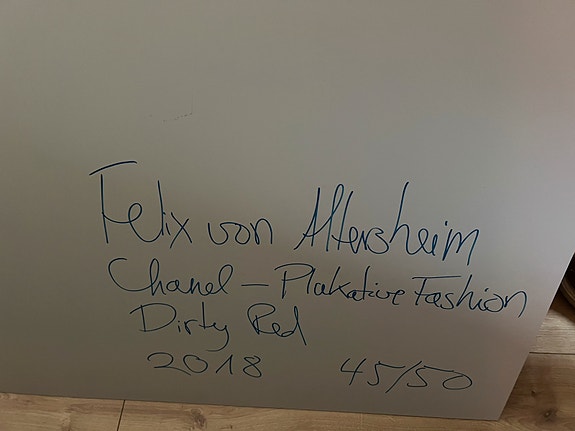 Felix von Altersheim
Chanel – Plakative Fashion
Dirty Red
2018 45/50